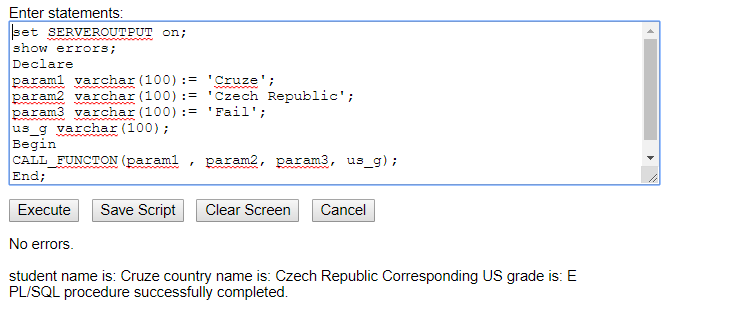 Enter statements:
set SERVEROUTPUT on;
show errors;
Declare
param1 varchar(100):= 'Cruze';
param2 varchar(100):= 'Czech Republic';
param3 varchar(100):= 'Fail';
us_g varchar(100);
Begin
CALL_FUNCTON(param1 , param2, param3, us_g);
End;
Execute Save Script Clear Screen Cancel
No errors.
student name is: Cruze country name is: Czech Republic Corresponding US grade is: E
PL/SQL procedure successfully completed.